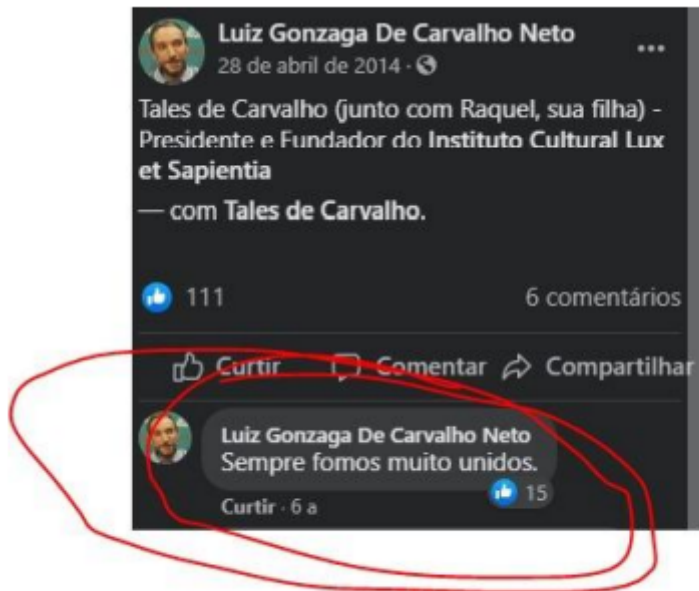 Luiz Gonzaga De Carvalho Neto
28 de abril de 2014 ·
Tales de Carvalho (junto com Raquel, sua filha) -
Presidente e Fundador do Instituto Cultural Lux
et Sapientia
— com Tales de Carvalho.
111 6 comentários
Curtir Comentar Compartilhar
Luiz Gonzaga De Carvalho Neto
Sempre fomos muito unidos.
15
Curtir · 6 a